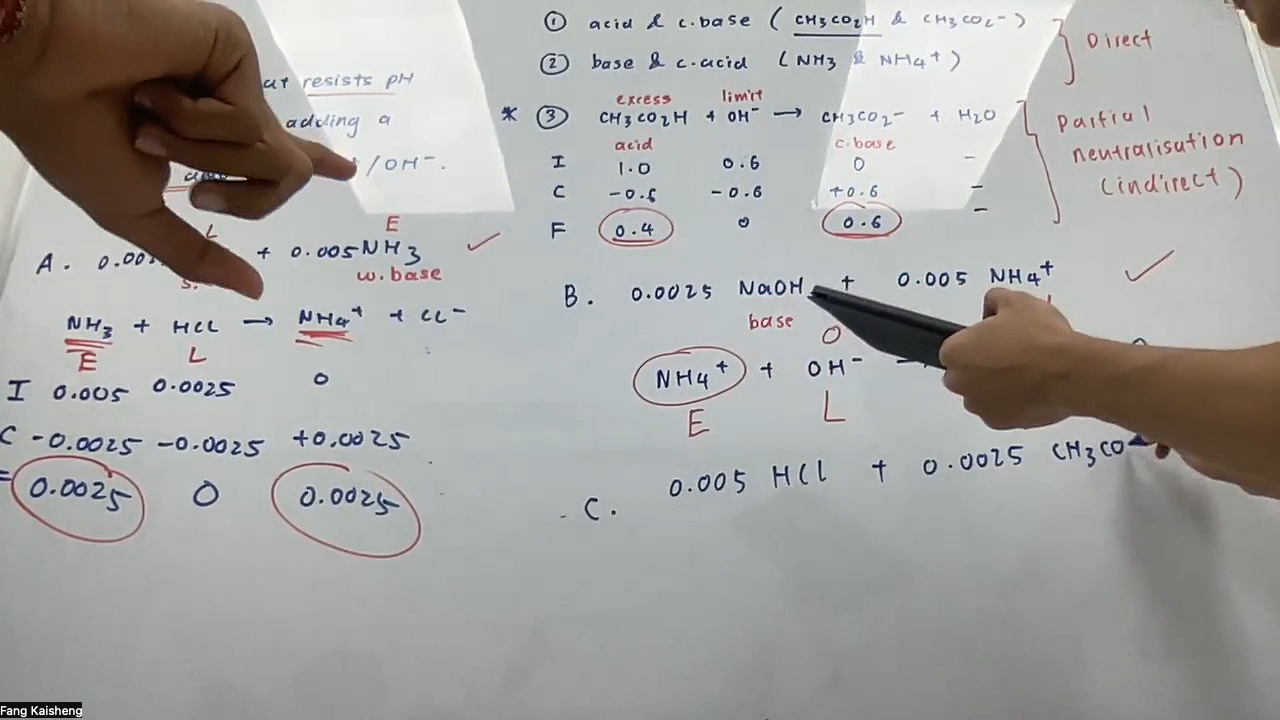 ① acid & c.base (CH3CO2H & CH3CO2-)
② base & c.acid (NH3 & NH4+)
Direct
resists pH
adding a
/OH-.
excess limit
* ③ CH3CO2H + OH- → CH3CO2- + H2O
acid c.base
I 1.0 0.6 0 -
C -0.6 -0.6 +0.6 -
F 0.4 0 0.6 -
Partial
neutralisation
(indirect)
L E
A. + 0.005 NH3 ✓
w.base
NH3 + HCl → NH4+ + Cl-
E L
I 0.005 0.0025 0
C -0.0025 -0.0025 +0.0025
0.0025 0 0.0025
B. 0.0025 NaOH + 0.005 NH4+ ✓
base
0
NH4+ + OH-
E L
C. 0.005 HCl + 0.0025 CH3CO
Fang Kaisheng